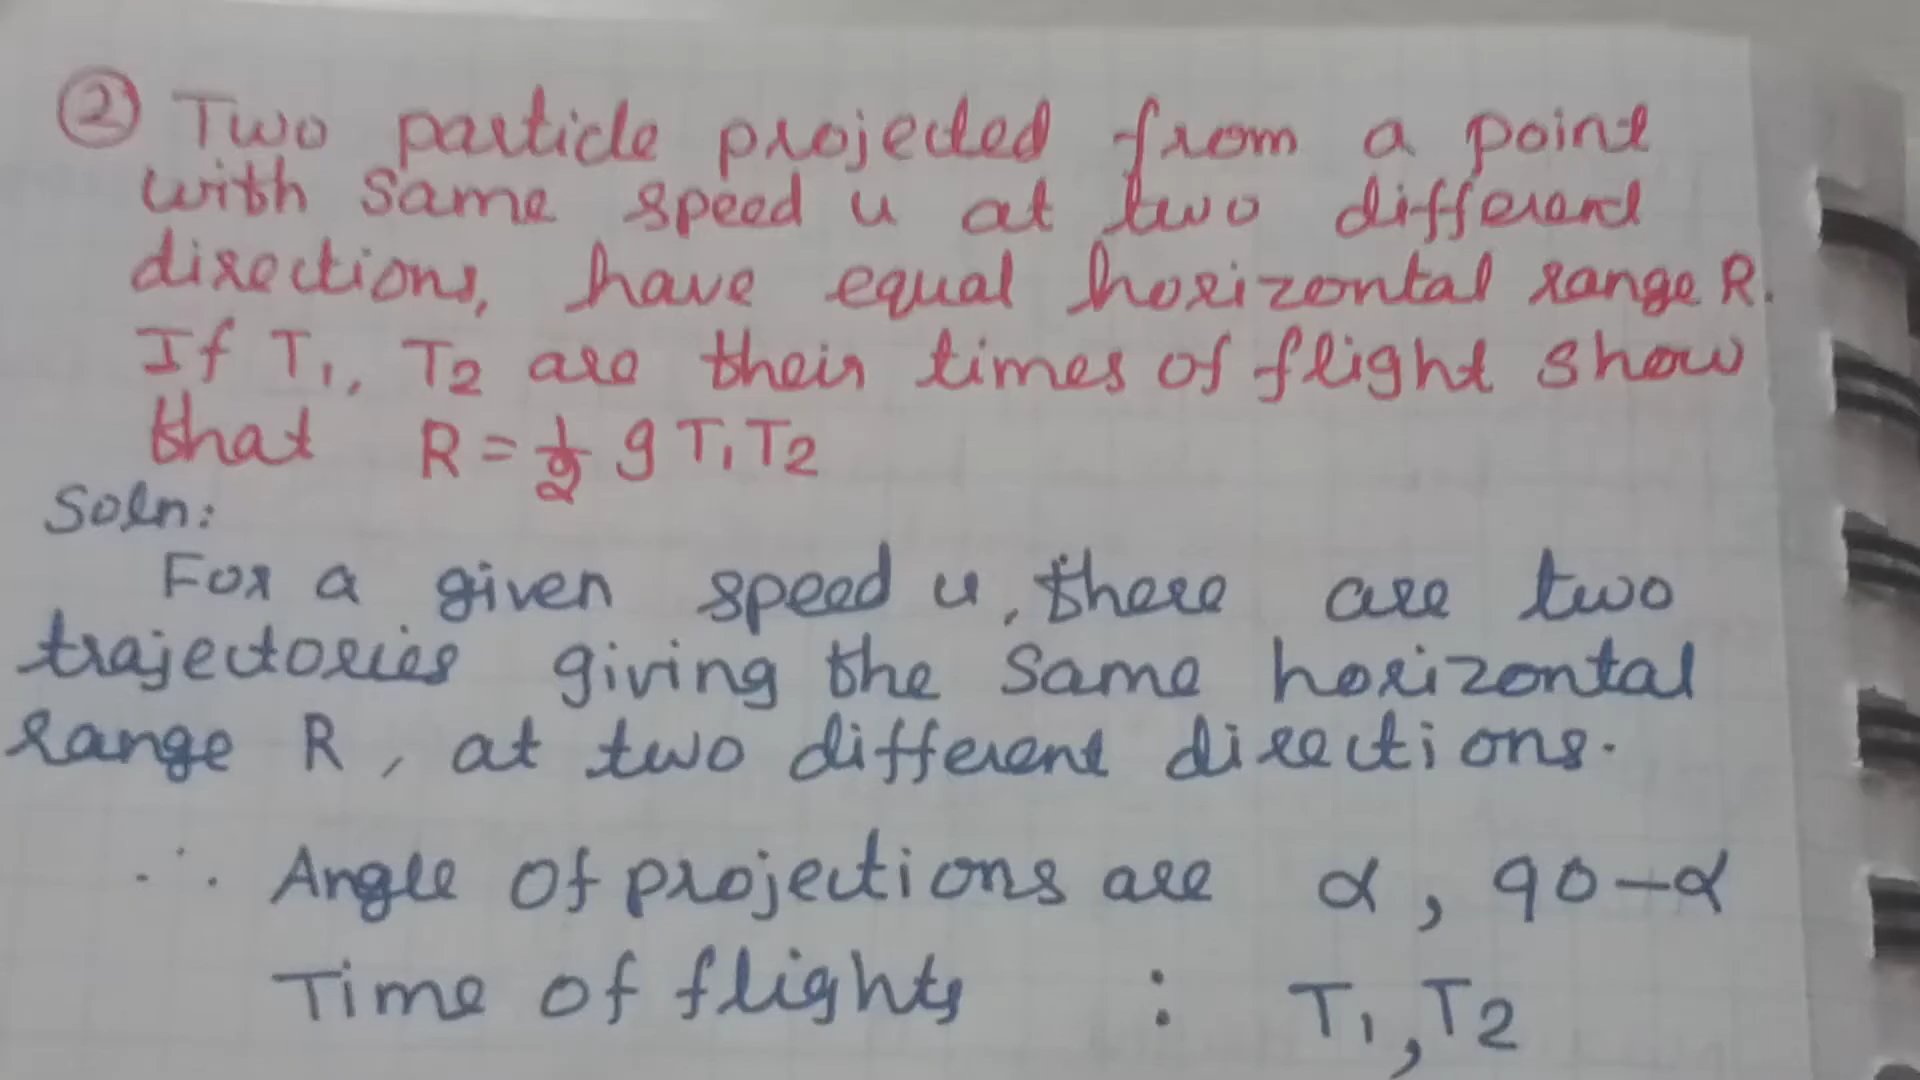 ② Two particle projected from a point
with same speed u at two different
directions, have equal horizontal range R.
If T₁, T₂ are their times of flight show
that R = 1/2 g T₁T₂
Soln:
For a given speed u, there are two
trajectories giving the same horizontal
range R, at two different directions.
∴ Angle of projections are α, 90-α
Time of flights : T₁, T₂